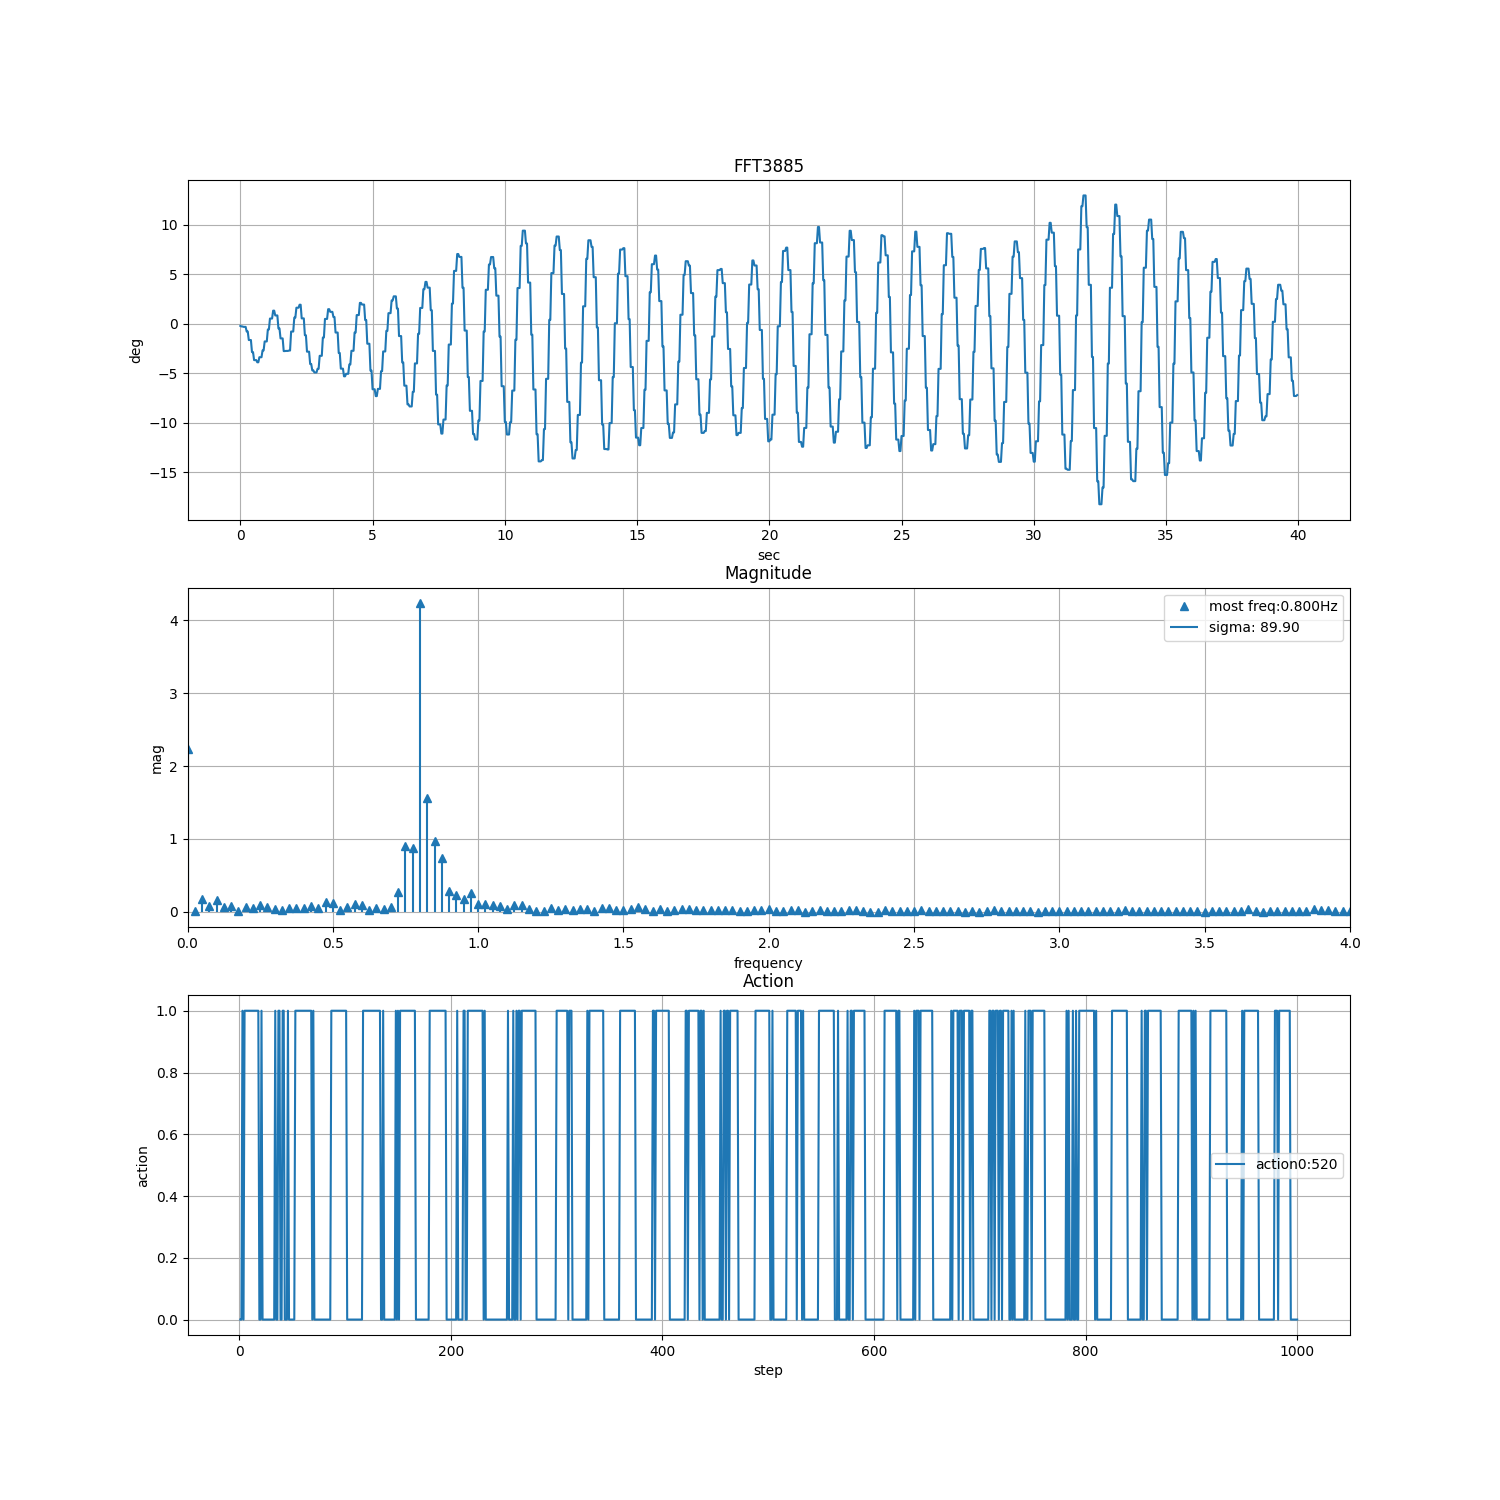 FFT3885
10
5
0
−5
−10
−15
deg
0 5 10 15 20 25 30 35 40
sec
Magnitude
most freq:0.800Hz
sigma: 89.90
4
3
2
1
0
mag
0.0 0.5 1.0 1.5 2.0 2.5 3.0 3.5 4.0
frequency
Action
1.0
0.8
0.6
0.4
0.2
0.0
action
action0:520
0 200 400 600 800 1000
step